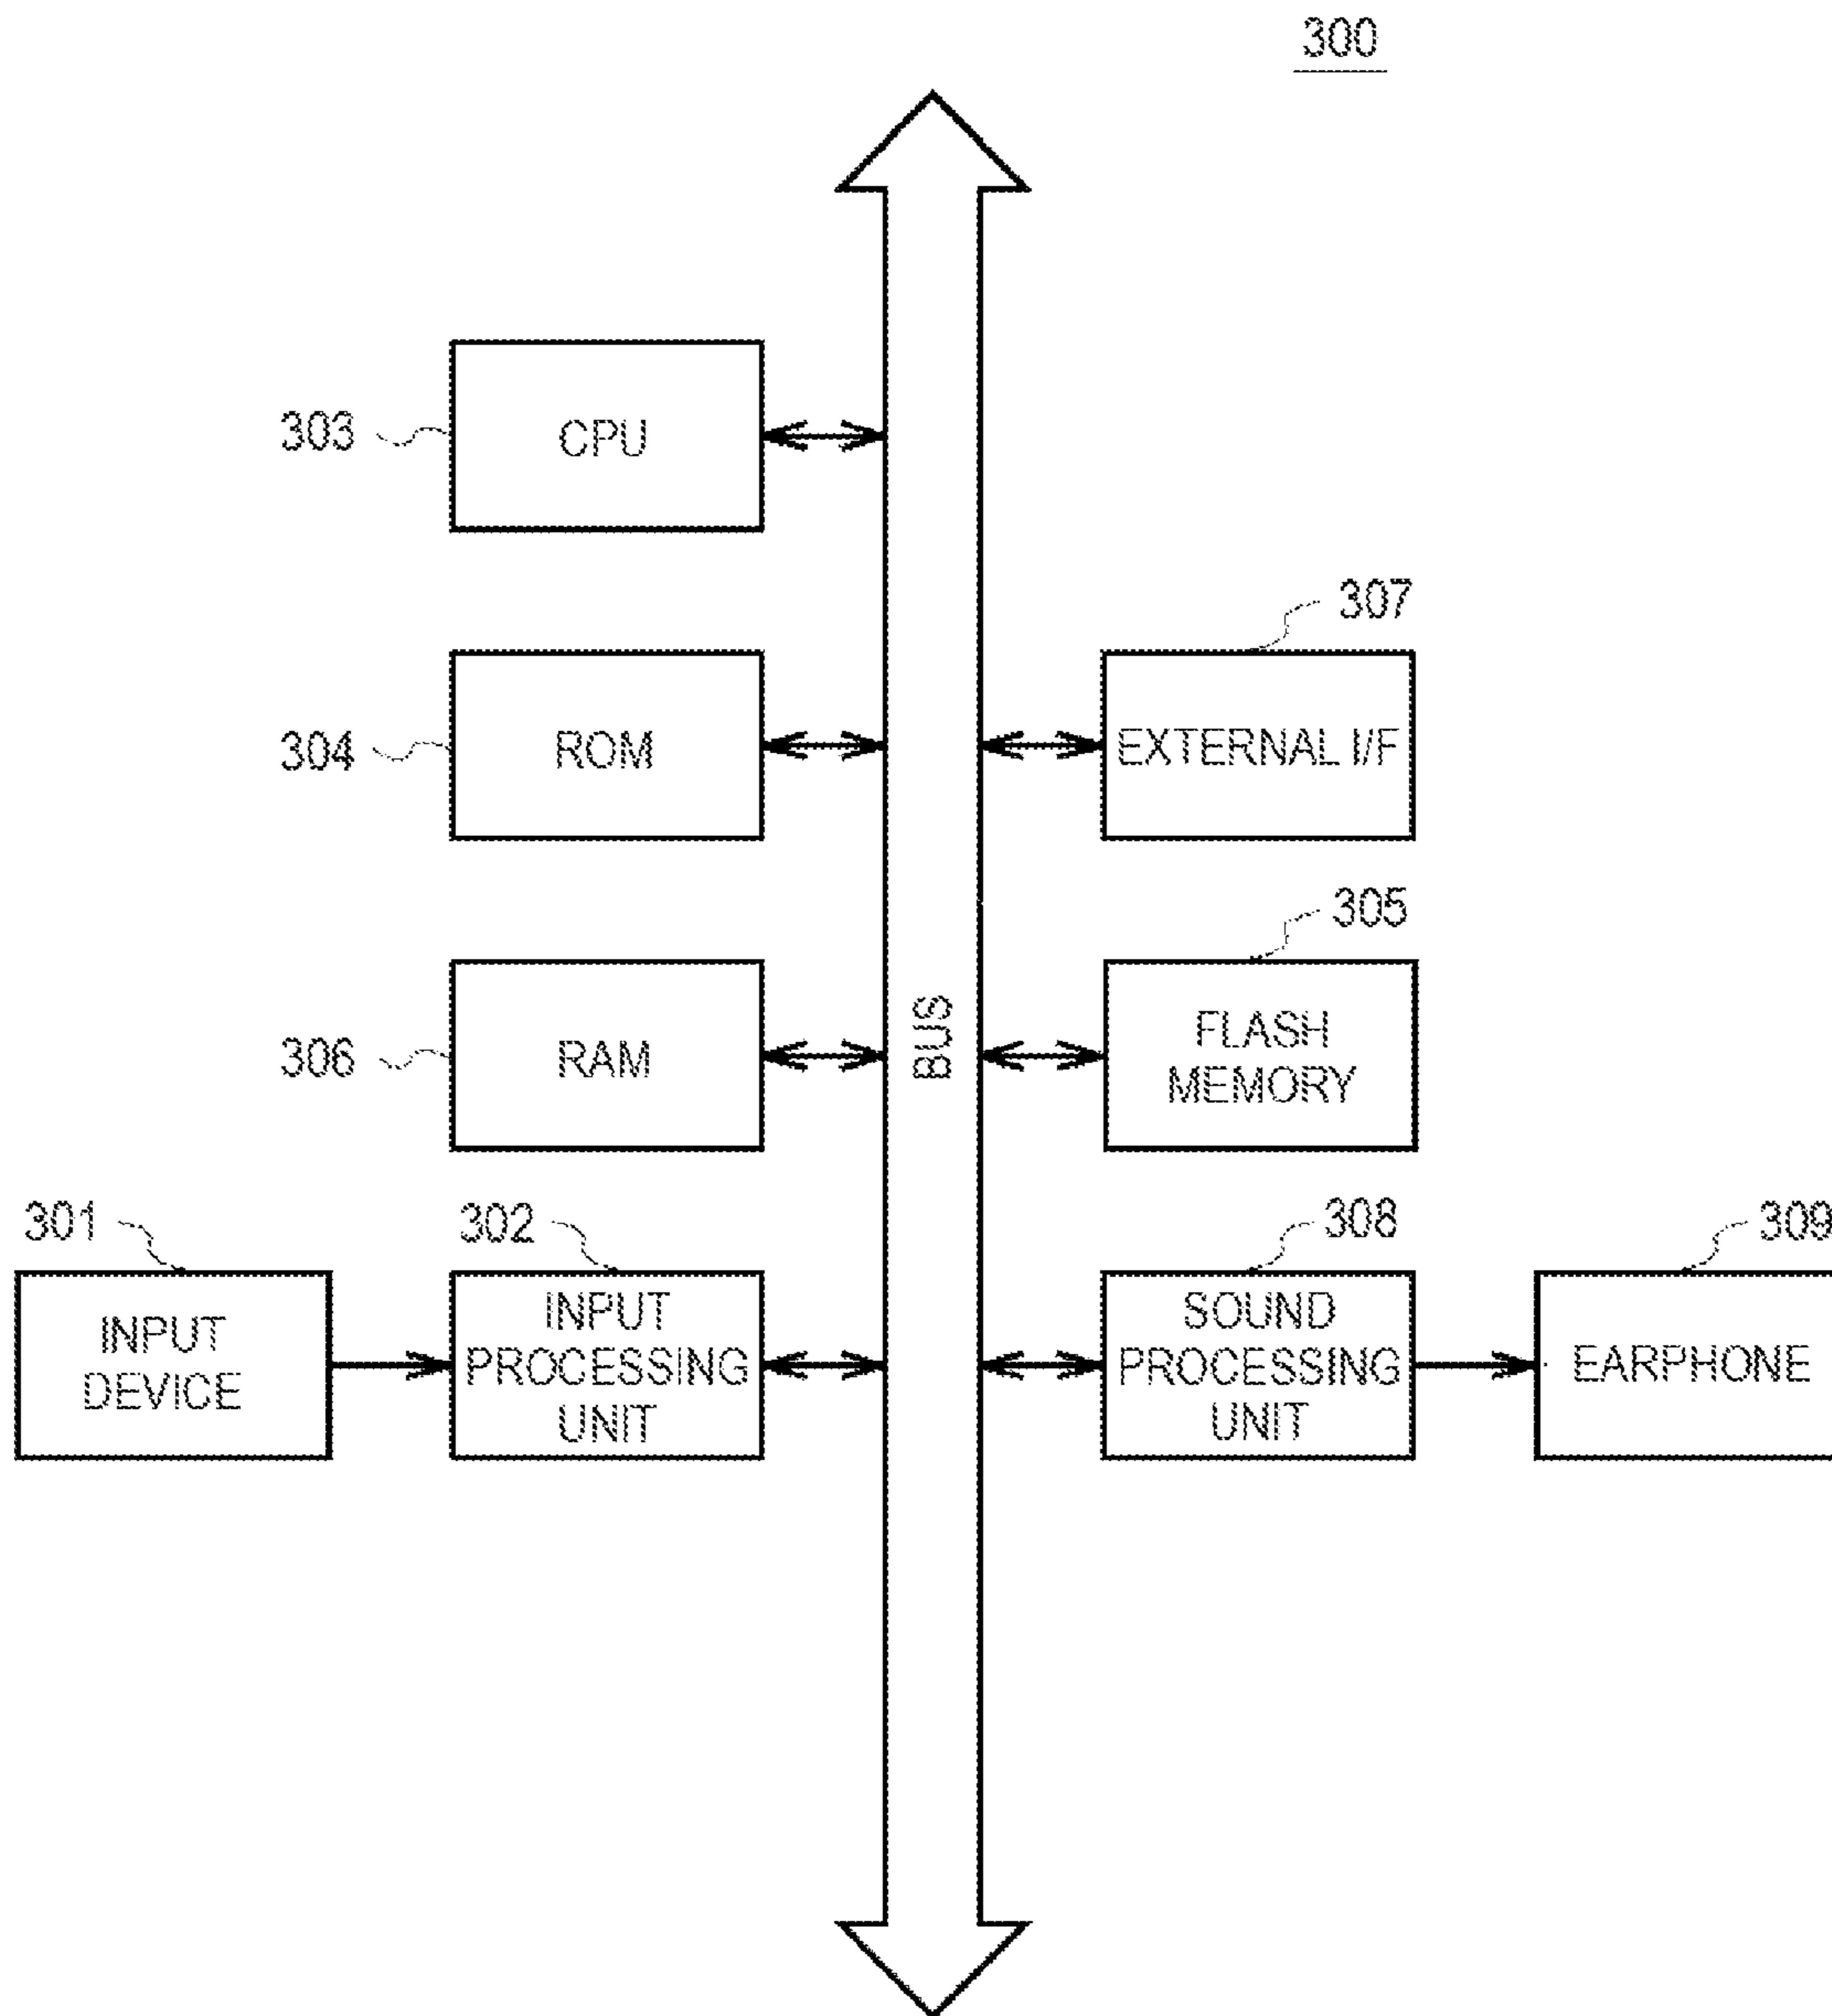 300
303
CPU
307
304
ROM
EXTERNAL I/F
305
306
RAM
BUS
FLASH
MEMORY
301
302
308
309
INPUT
DEVICE
INPUT
PROCESSING
UNIT
SOUND
PROCESSING
UNIT
EARPHONE